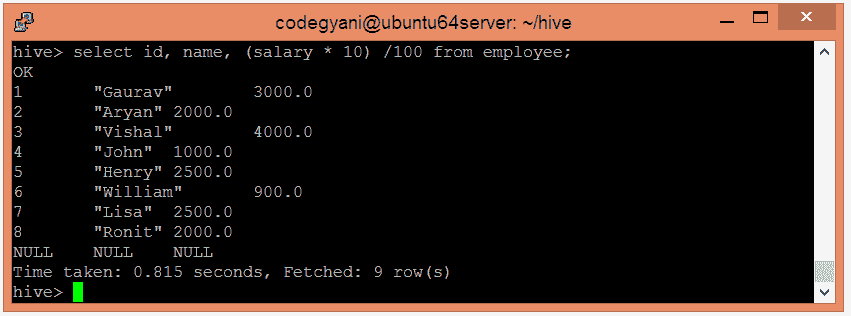 codegyani@ubuntu64server: ~/hive
hive> select id, name, (salary * 10) /100 from employee;
OK
1 "Gaurav" 3000.0
2 "Aryan" 2000.0
3 "Vishal" 4000.0
4 "John" 1000.0
5 "Henry" 2500.0
6 "William" 900.0
7 "Lisa" 2500.0
8 "Ronit" 2000.0
NULL NULL NULL
Time taken: 0.815 seconds, Fetched: 9 row(s)
hive>